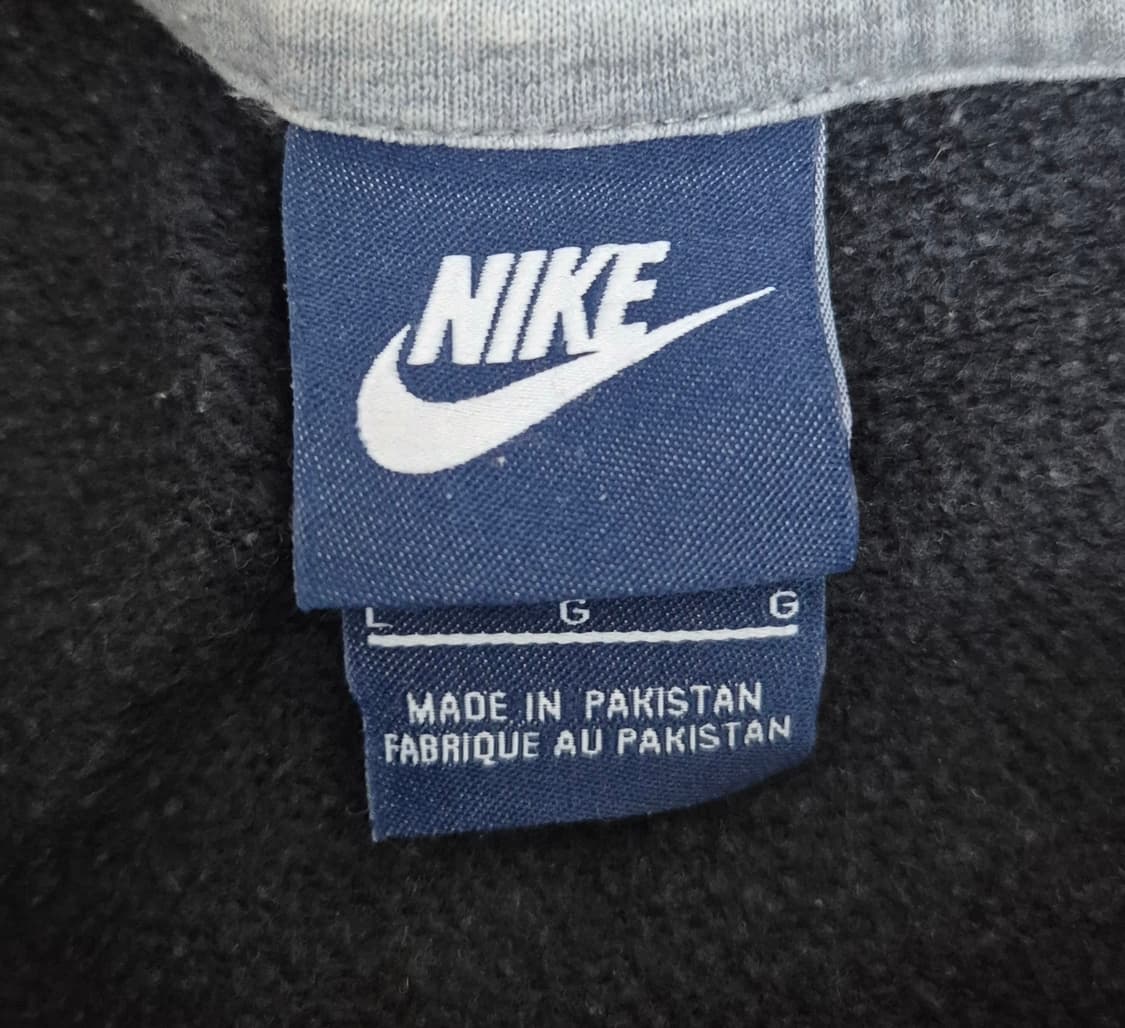 NIKE
L G G
MADE IN PAKISTAN
FABRIQUE AU PAKISTAN